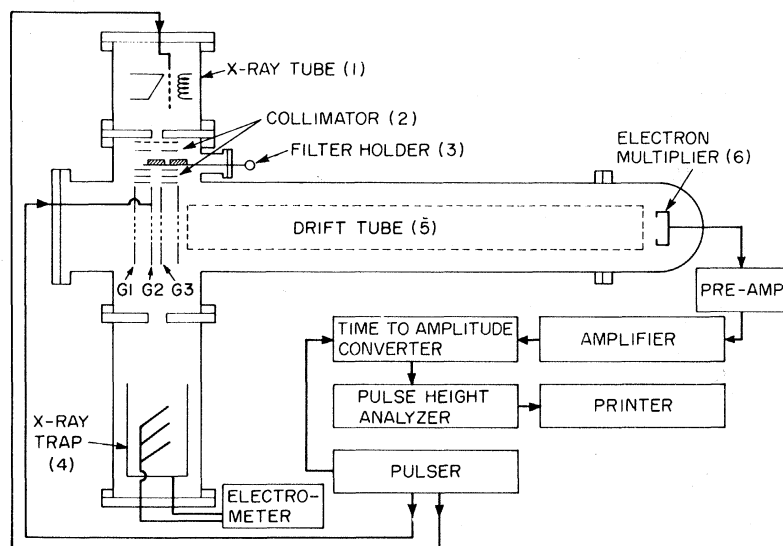 X-RAY TUBE (1)
COLLIMATOR (2)
FILTER HOLDER (3)
ELECTRON
MULTIPLIER (6)
DRIFT TUBE (5)
G1 G2 G3
PRE-AMP
TIME TO AMPLITUDE
CONVERTER
AMPLIFIER
PULSE HEIGHT
ANALYZER
PRINTER
X-RAY
TRAP
(4)
PULSER
ELECTRO-
METER